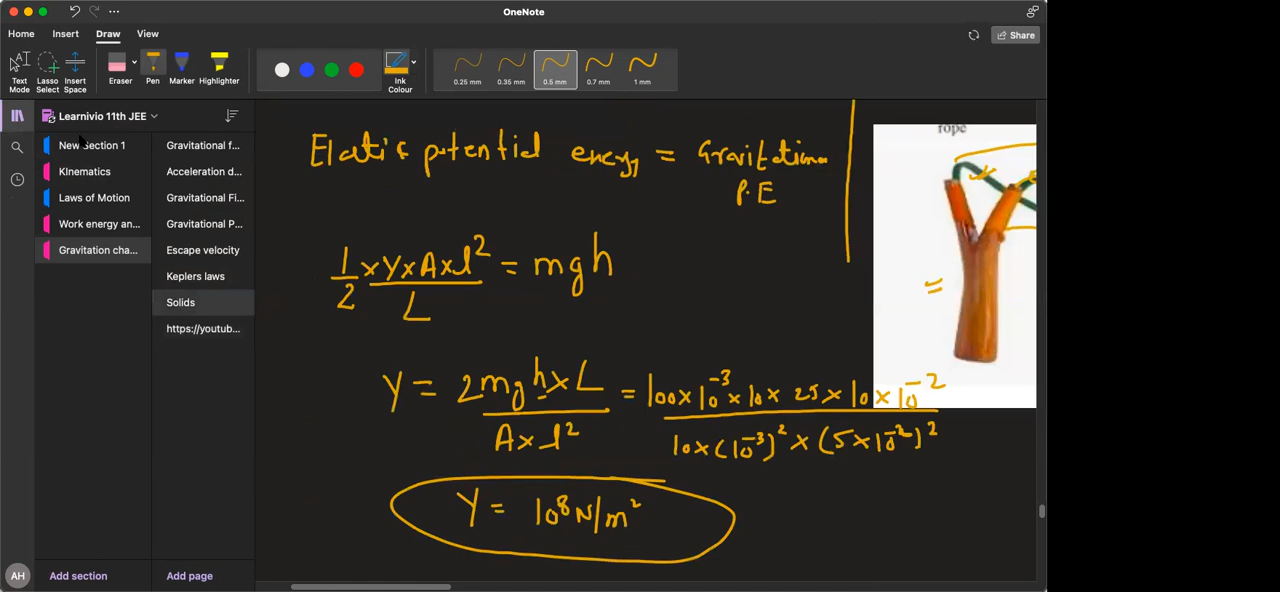 OneNote
Home Insert Draw View
Share
Text Mode
Lasso Select
Insert Space
Eraser
Pen
Marker
Highlighter
Ink Colour
0.25 mm
0.35 mm
0.5 mm
0.7 mm
1 mm
Learnivio 11th JEE
New Section 1
KInematics
Laws of Motion
Work energy an...
Gravitation cha...
Gravitational f...
Acceleration d...
Gravitational Fi...
Gravitational P...
Escape velocity
Keplers laws
Solids
https://youtub...
Add section
Add page
AH
rope
potential energy = Gravitational
P.E
1/2 × Y×A×l²/L = mgh
Y = 2mgh×L/A×l² = 100×10⁻³×10×25×10×10⁻²/10×(10⁻³)²×(5×10⁻²)²
Y = 10⁸ N/m²
=